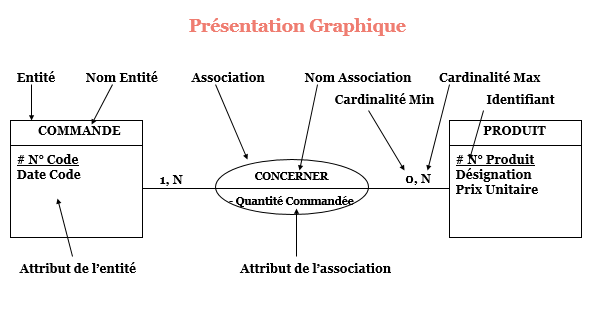 Présentation Graphique
Entité
Nom Entité
Association
Nom Association
Cardinalité Max
Cardinalité Min
Identifiant
COMMANDE
# N° Code
Date Code
1, N
CONCERNER
- Quantité Commandée
0, N
PRODUIT
# N° Produit
Désignation
Prix Unitaire
Attribut de l'entité
Attribut de l'association